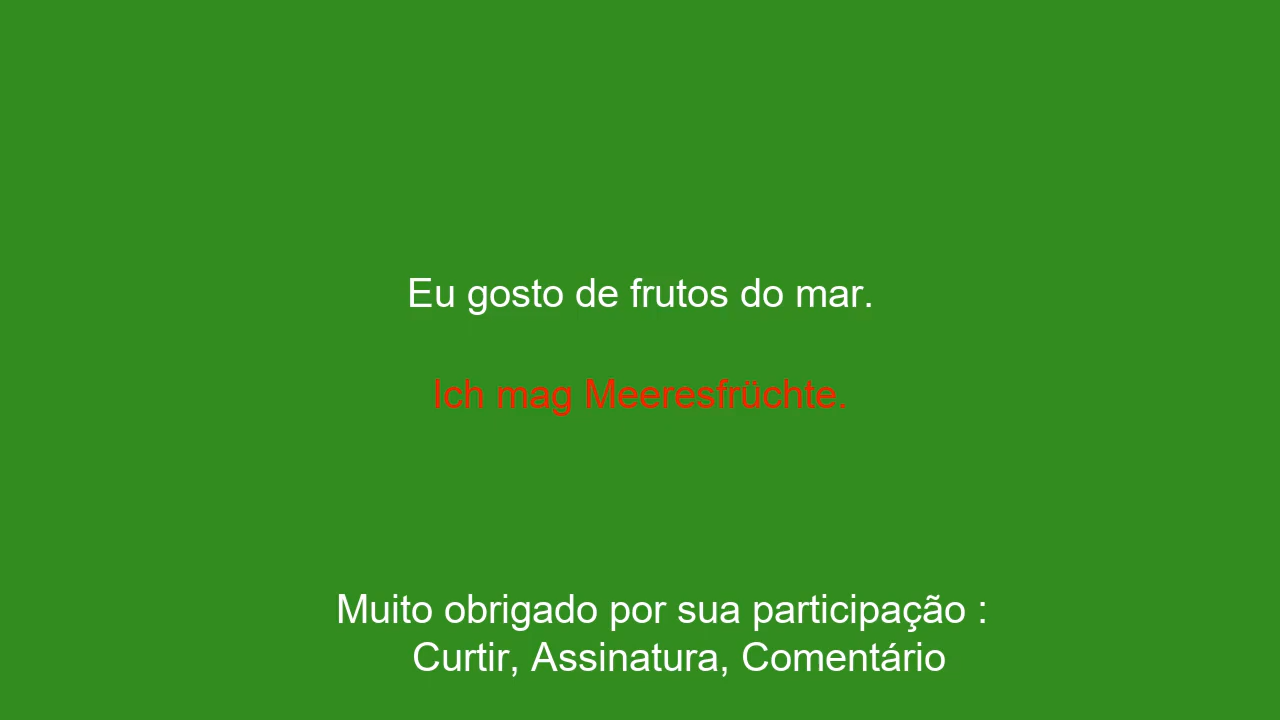 Eu gosto de frutos do mar.
Ich mag Meeresfrüchte.
Muito obrigado por sua participação :
Curtir, Assinatura, Comentário